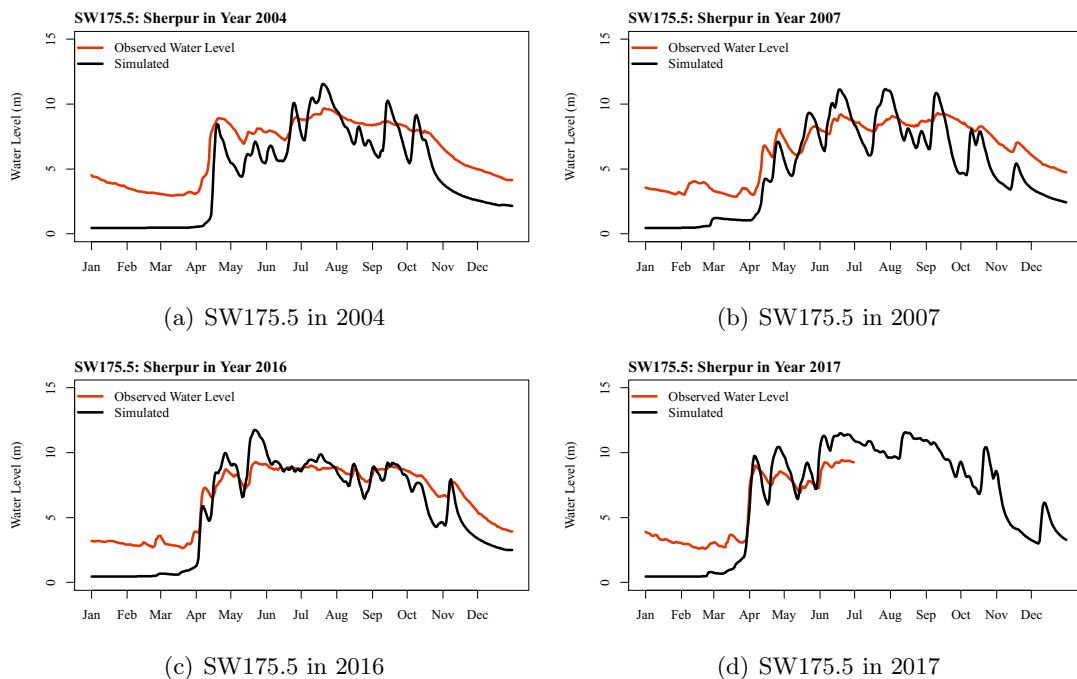 SW175.5: Sherpur in Year 2004
Observed Water Level
Simulated
Water Level (m)
15
10
5
0
Jan Feb Mar Apr May Jun Jul Aug Sep Oct Nov Dec
(a) SW175.5 in 2004
SW175.5: Sherpur in Year 2007
Observed Water Level
Simulated
Water Level (m)
15
10
5
0
Jan Feb Mar Apr May Jun Jul Aug Sep Oct Nov Dec
(b) SW175.5 in 2007
SW175.5: Sherpur in Year 2016
Observed Water Level
Simulated
Water Level (m)
15
10
5
0
Jan Feb Mar Apr May Jun Jul Aug Sep Oct Nov Dec
(c) SW175.5 in 2016
SW175.5: Sherpur in Year 2017
Observed Water Level
Simulated
Water Level (m)
15
10
5
0
Jan Feb Mar Apr May Jun Jul Aug Sep Oct Nov Dec
(d) SW175.5 in 2017